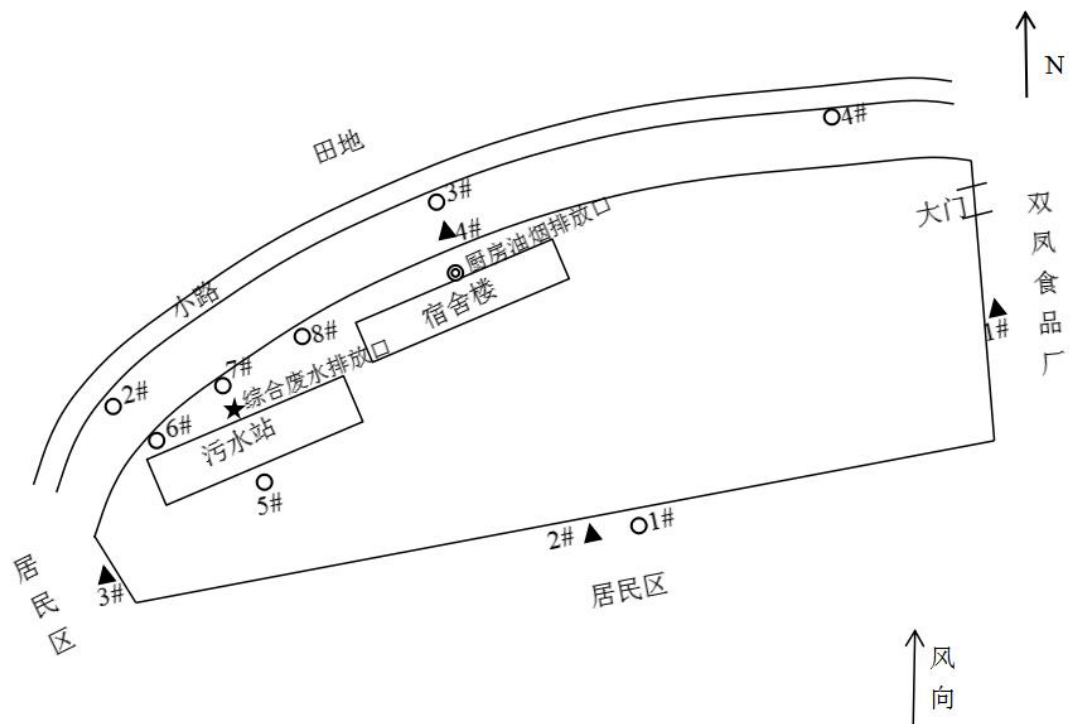 N
田地
4#
3#
4#
厨房油烟排放口
大门
双凤食品厂
小路
宿舍楼
8#
1#
7#
综合废水排放口
2#
6#
污水站
5#
2#
1#
居民区
3#
居民区
风向